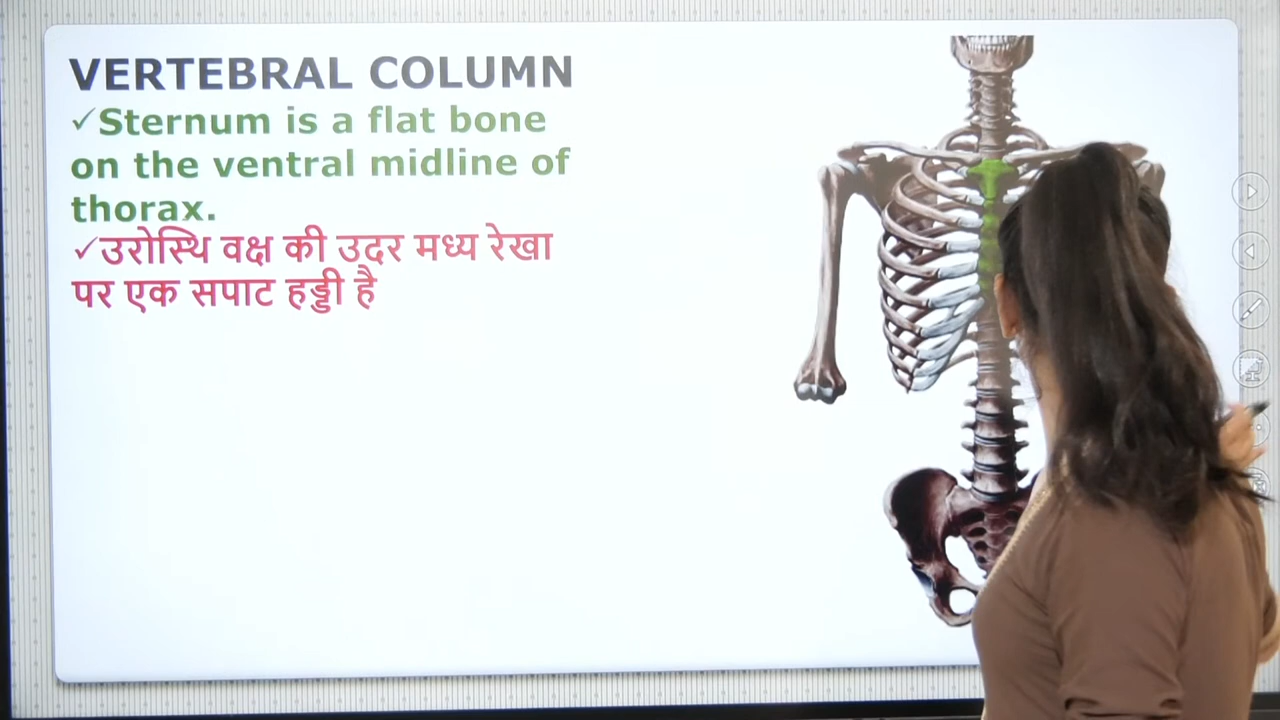 VERTEBRAL COLUMN
✓Sternum is a flat bone
on the ventral midline of
thorax.
✓उरोस्थि वक्ष की उदर मध्य रेखा
पर एक सपाट हड्डी है